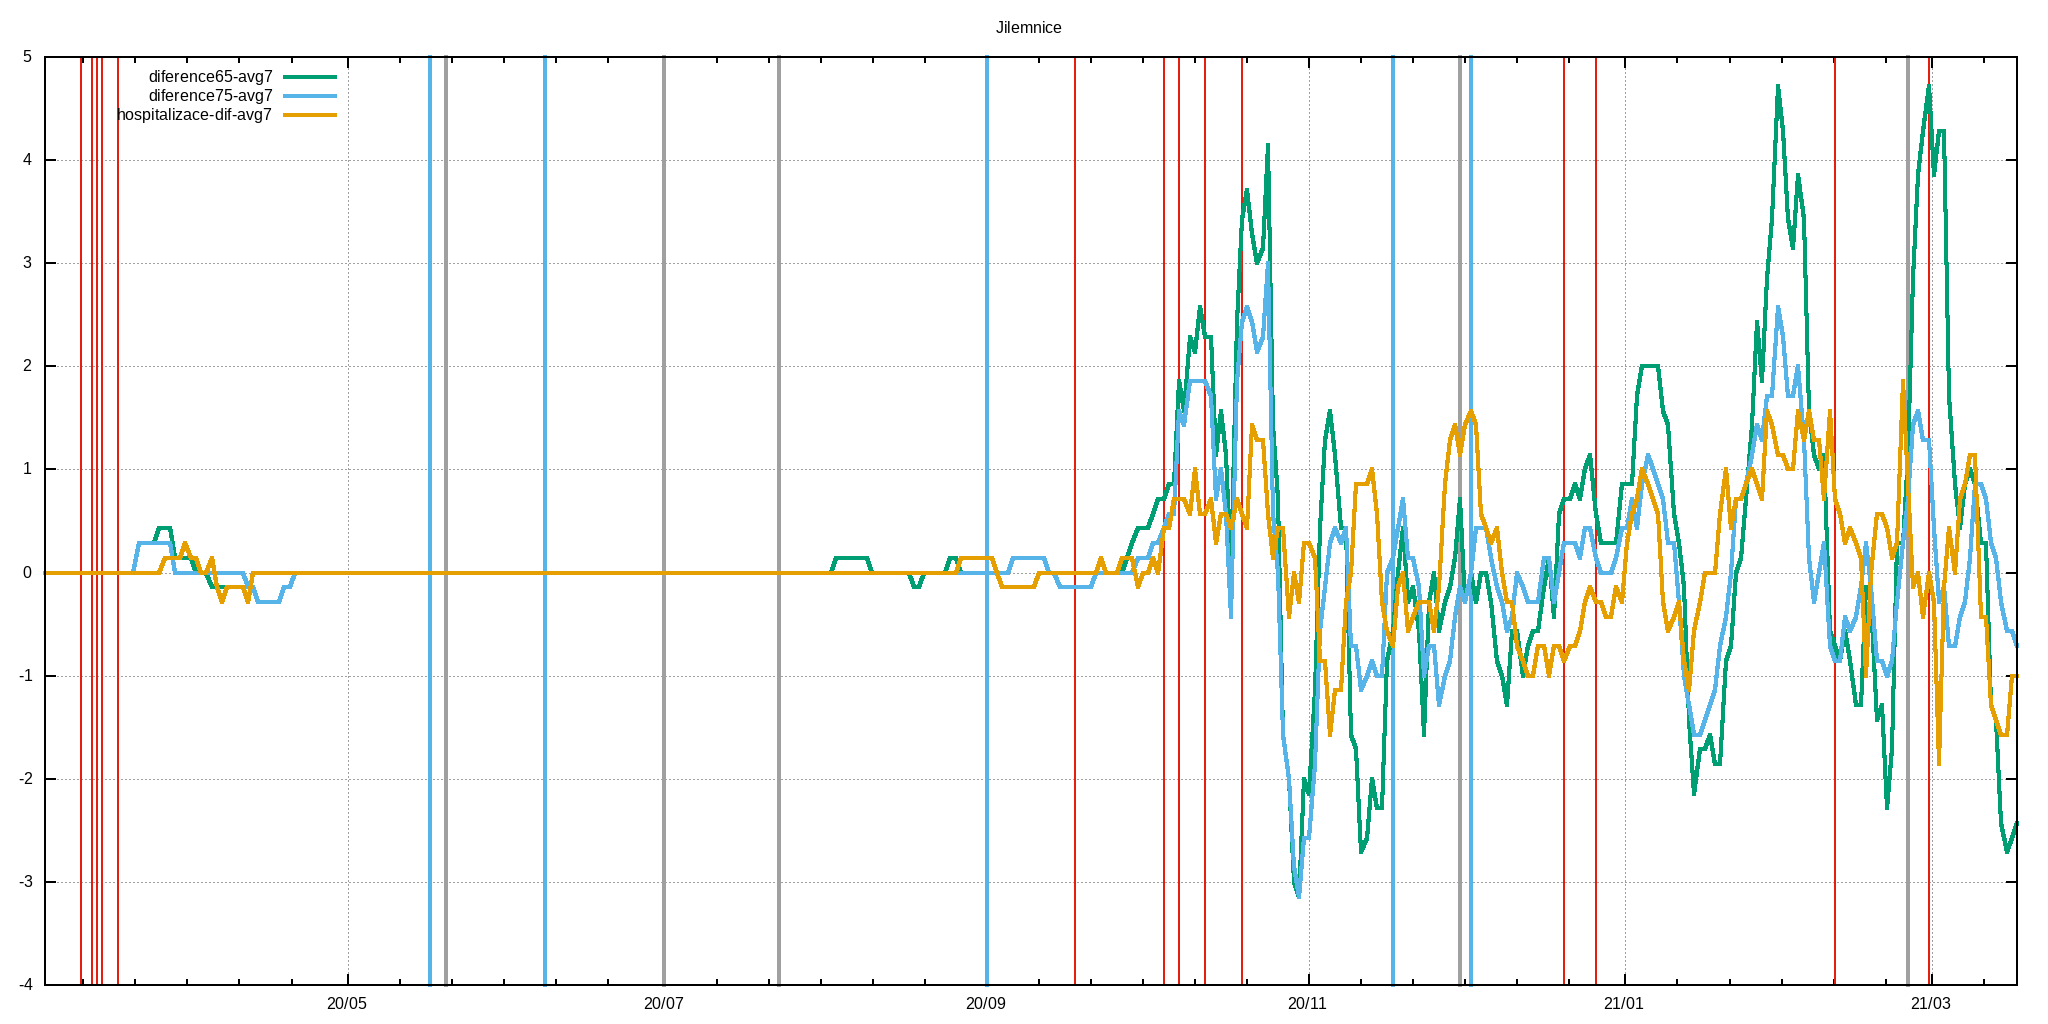 Jilemnice
5
diference65-avg7
diference75-avg7
hospitalizace-dif-avg7
4
3
2
1
0
-1
-2
-3
-4
20/05 20/07 20/09 20/11 21/01 21/03